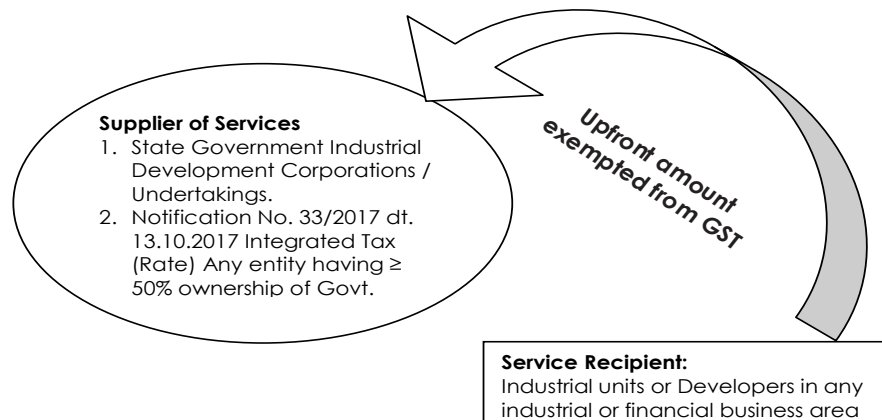 Supplier of Services
1. State Government Industrial
Development Corporations /
Undertakings.
2. Notification No. 33/2017 dt.
13.10.2017 Integrated Tax
(Rate) Any entity having ≥
50% ownership of Govt.
Upfront amount
exempted from GST
Service Recipient:
Industrial units or Developers in any
industrial or financial business area